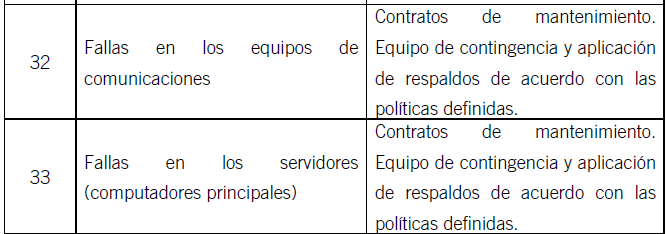 32
Fallas en los equipos de
comunicaciones
Contratos de mantenimiento.
Equipo de contingencia y aplicación
de respaldos de acuerdo con las
políticas definidas.
33
Fallas en los servidores
(computadores principales)
Contratos de mantenimiento.
Equipo de contingencia y aplicación
de respaldos de acuerdo con las
políticas definidas.